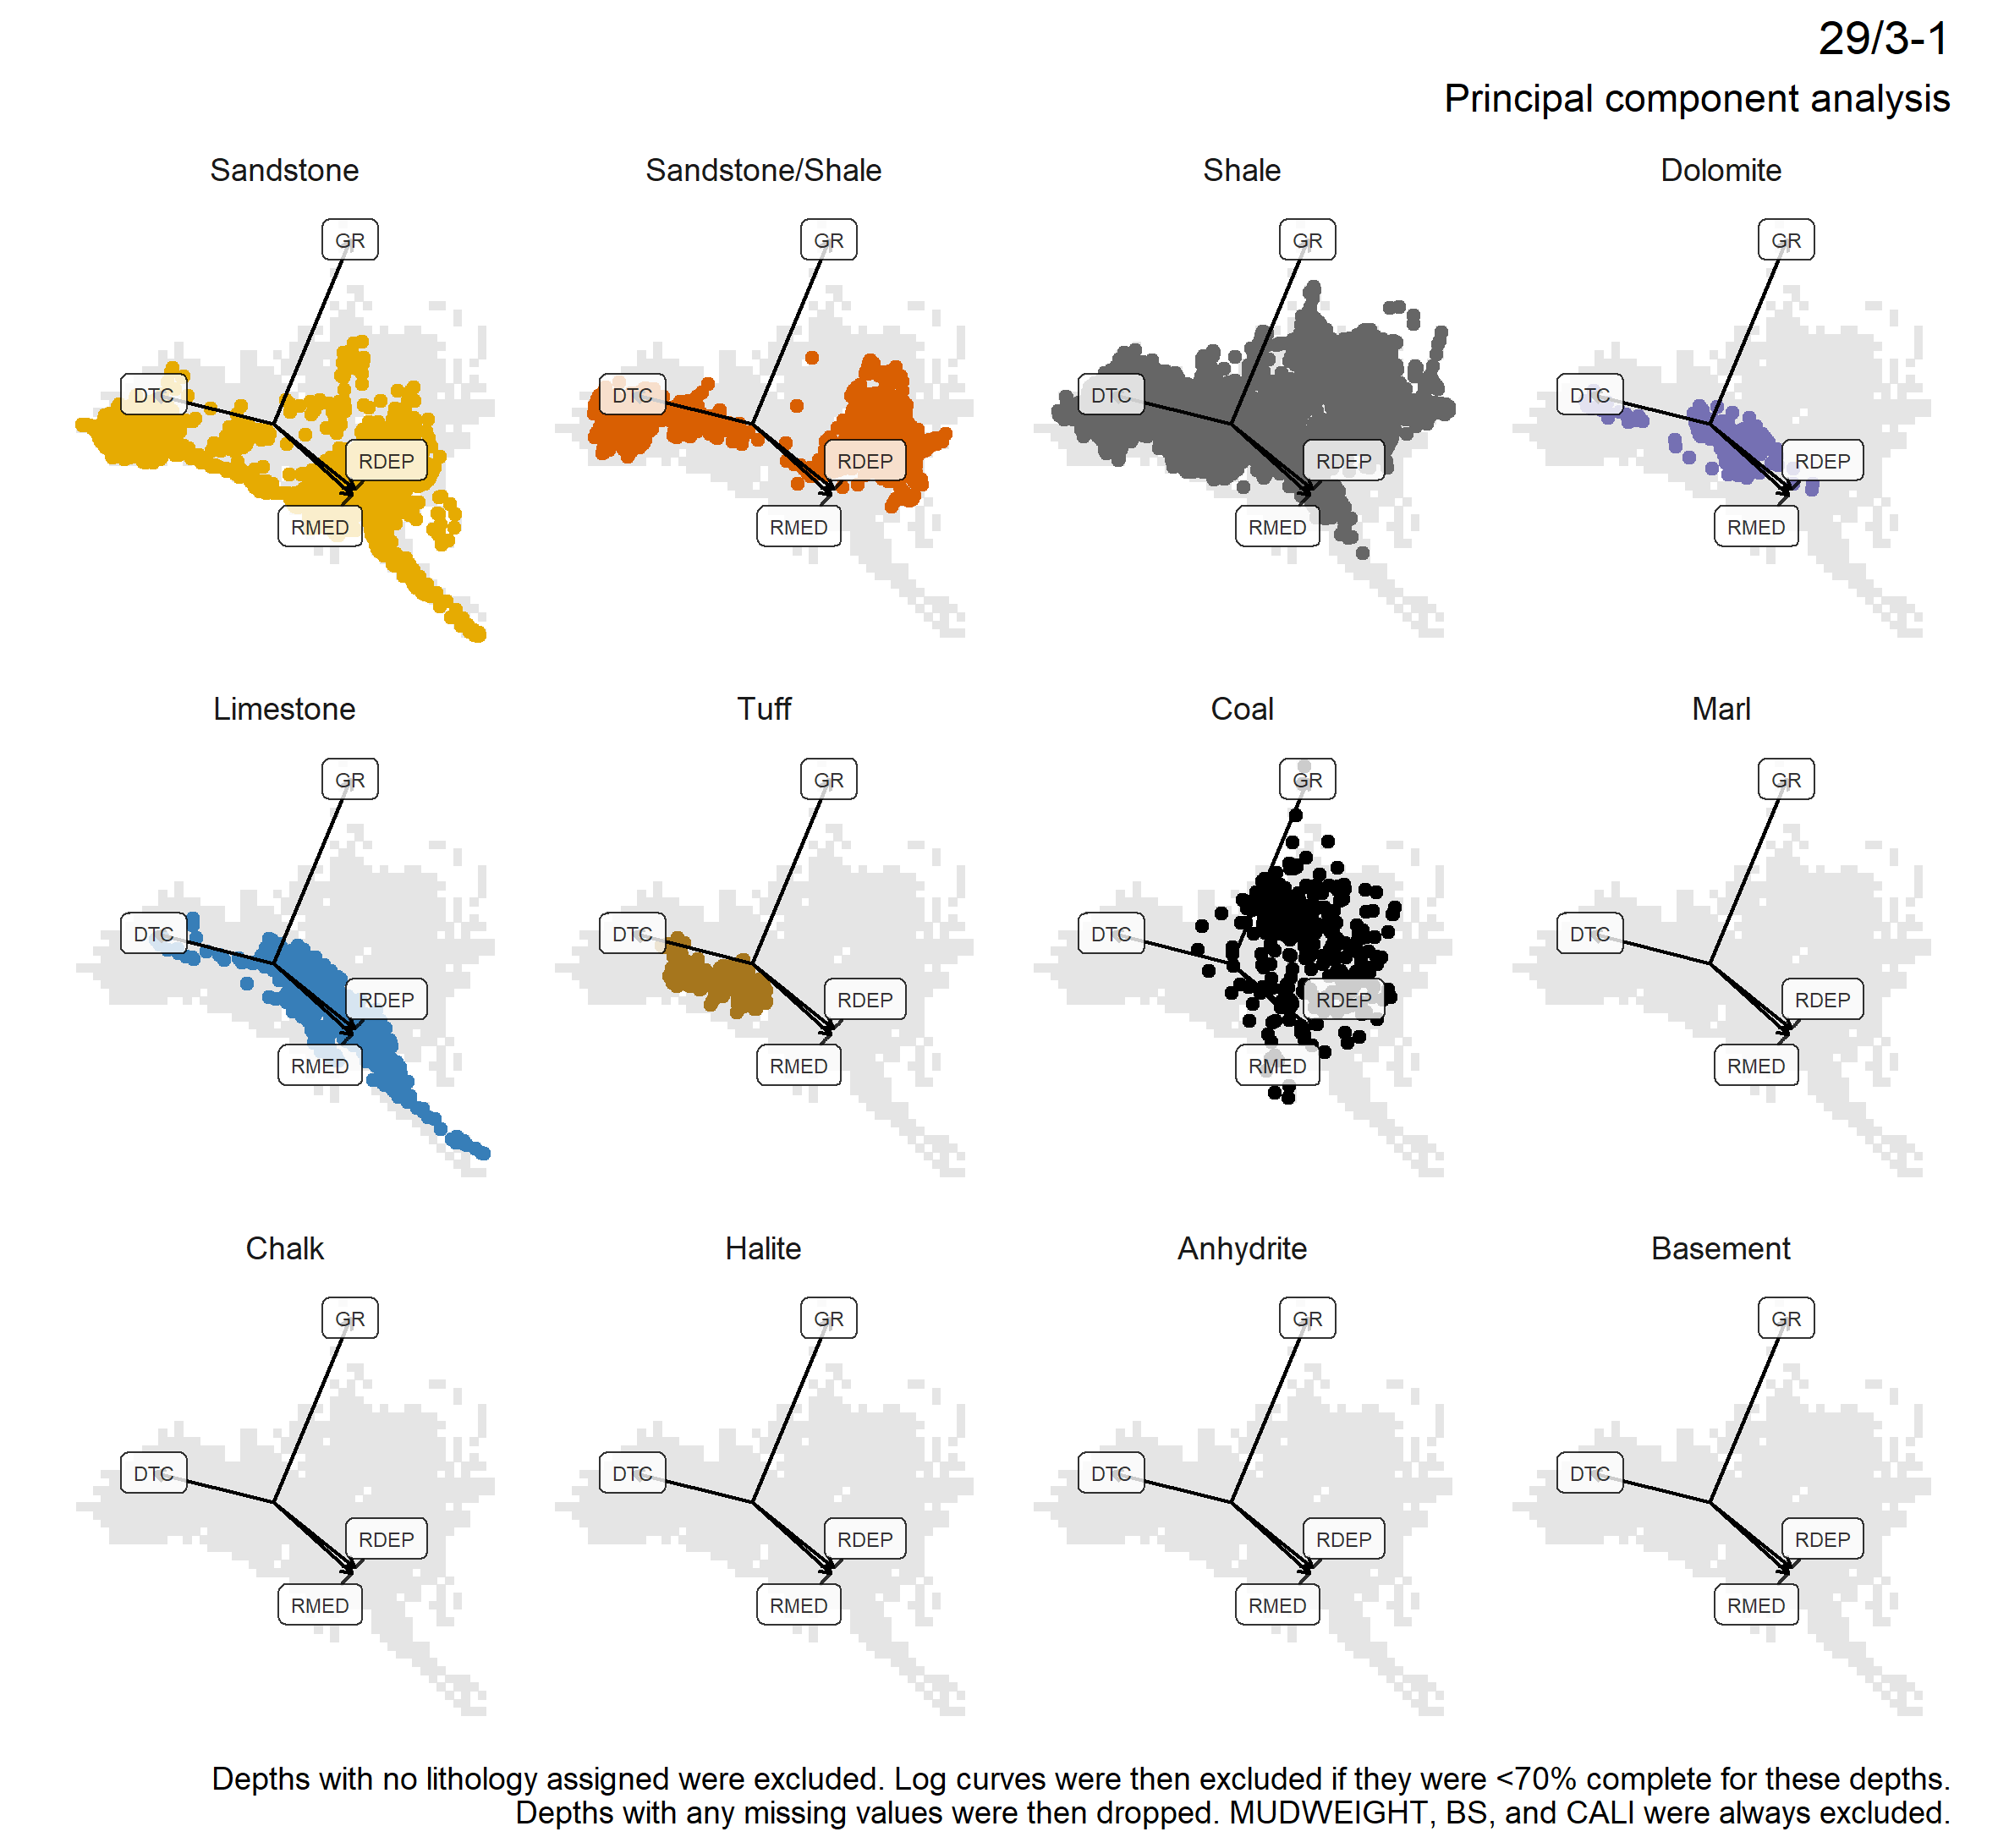 29/3-1
Principal component analysis
Sandstone
Sandstone/Shale
Shale
Dolomite
GR
GR
GR
GR
DTC
DTC
DTC
DTC
RDEP
RDEP
RDEP
RDEP
RMED
RMED
RMED
RMED
Limestone
Tuff
Coal
Marl
GR
GR
GR
GR
DTC
DTC
DTC
DTC
RDEP
RDEP
RDEP
RDEP
RMED
RMED
RMED
RMED
Chalk
Halite
Anhydrite
Basement
GR
GR
GR
GR
DTC
DTC
DTC
DTC
RDEP
RDEP
RDEP
RDEP
RMED
RMED
RMED
RMED
Depths with no lithology assigned were excluded. Log curves were then excluded if they were <70% complete for these depths.
Depths with any missing values were then dropped. MUDWEIGHT, BS, and CALI were always excluded.